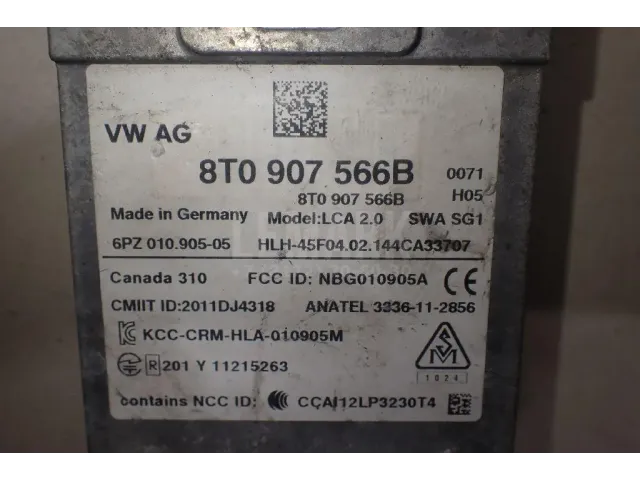 VW AG
8T0 907 566B 0071
8T0 907 566B H05
Made in Germany Model:LCA 2.0 SWA SG1
6PZ 010.905-05 HLH-45F04.02.144CA33707
Canada 310 FCC ID: NBG010905A CE
CMIIT ID:2011DJ4318 ANATEL 3336-11-2856
KCC-CRM-HLA-010905M
R 201 Y 11215263
1024
contains NCC ID: CCAI12LP3230T4